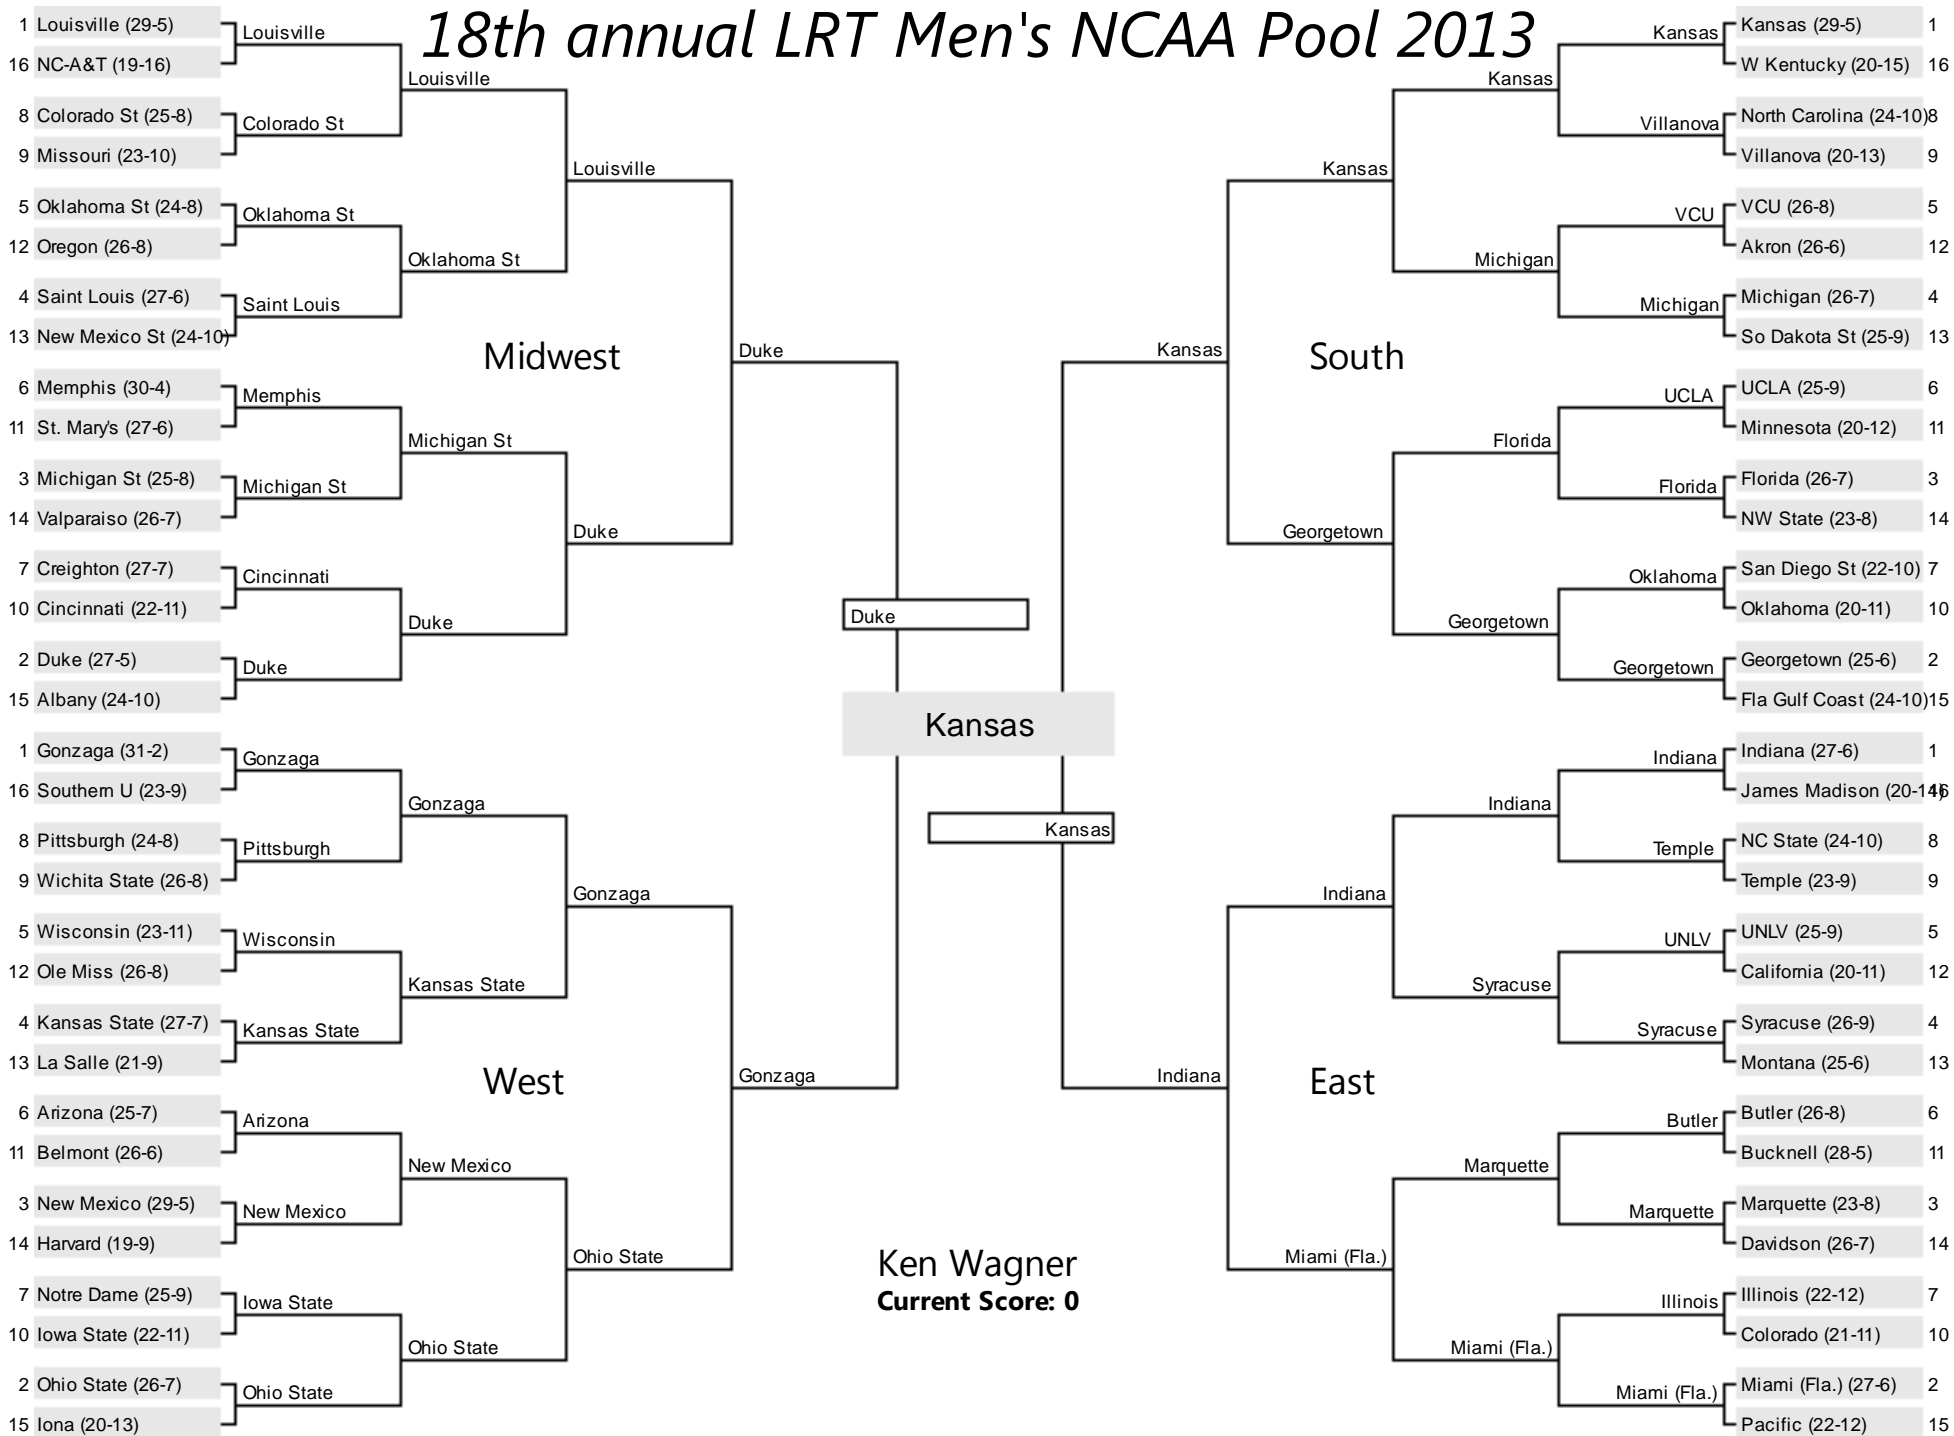 18th annual LRT Men's NCAA Pool 2013
1 Louisville (29-5)
16 NC-A&T (19-16)
8 Colorado St (25-8)
9 Missouri (23-10)
5 Oklahoma St (24-8)
12 Oregon (26-8)
4 Saint Louis (27-6)
13 New Mexico St (24-10)
6 Memphis (30-4)
11 St. Mary's (27-6)
3 Michigan St (25-8)
14 Valparaiso (26-7)
7 Creighton (27-7)
10 Cincinnati (22-11)
2 Duke (27-5)
15 Albany (24-10)
Louisville
Colorado St
Oklahoma St
Saint Louis
Memphis
Michigan St
Cincinnati
Duke
Louisville
Oklahoma St
Michigan St
Duke
Louisville
Duke
Midwest
Duke
1 Gonzaga (31-2)
16 Southern U (23-9)
8 Pittsburgh (24-8)
9 Wichita State (26-8)
5 Wisconsin (23-11)
12 Ole Miss (26-8)
4 Kansas State (27-7)
13 La Salle (21-9)
6 Arizona (25-7)
11 Belmont (26-6)
3 New Mexico (29-5)
14 Harvard (19-9)
7 Notre Dame (25-9)
10 Iowa State (22-11)
2 Ohio State (26-7)
15 Iona (20-13)
Gonzaga
Pittsburgh
Wisconsin
Kansas State
Arizona
New Mexico
Iowa State
Ohio State
Gonzaga
Kansas State
New Mexico
Ohio State
Gonzaga
Ohio State
West
Gonzaga
Duke
Kansas
Kansas
Ken Wagner
Current Score: 0
Kansas (29-5) 1
W Kentucky (20-15) 16
North Carolina (24-10) 8
Villanova (20-13) 9
VCU (26-8) 5
Akron (26-6) 12
Michigan (26-7) 4
So Dakota St (25-9) 13
UCLA (25-9) 6
Minnesota (20-12) 11
Florida (26-7) 3
NW State (23-8) 14
San Diego St (22-10) 7
Oklahoma (20-11) 10
Georgetown (25-6) 2
Fla Gulf Coast (24-10) 15
Kansas
Villanova
VCU
Michigan
UCLA
Florida
Oklahoma
Georgetown
Kansas
Michigan
Florida
Georgetown
Kansas
Georgetown
South
Kansas
Indiana (27-6) 1
James Madison (20-14) 16
NC State (24-10) 8
Temple (23-9) 9
UNLV (25-9) 5
California (20-11) 12
Syracuse (26-9) 4
Montana (25-6) 13
Butler (26-8) 6
Bucknell (28-5) 11
Marquette (23-8) 3
Davidson (26-7) 14
Illinois (22-12) 7
Colorado (21-11) 10
Miami (Fla.) (27-6) 2
Pacific (22-12) 15
Indiana
Temple
UNLV
Syracuse
Butler
Marquette
Illinois
Miami (Fla.)
Indiana
Syracuse
Marquette
Miami (Fla.)
Indiana
Miami (Fla.)
East
Indiana